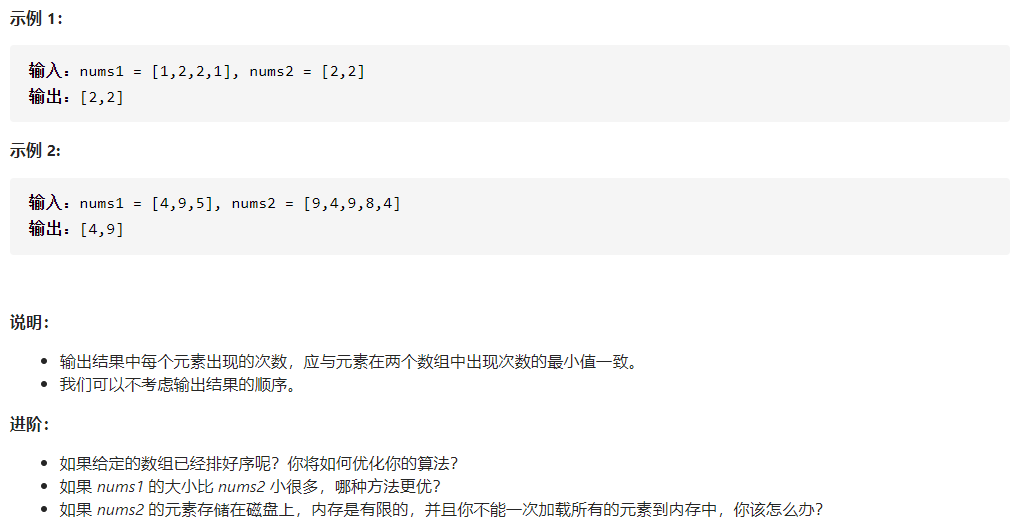 示例 1：
输入：nums1 = [1,2,2,1], nums2 = [2,2]
输出：[2,2]
示例 2:
输入：nums1 = [4,9,5], nums2 = [9,4,9,8,4]
输出：[4,9]
说明：
• 输出结果中每个元素出现的次数，应与元素在两个数组中出现次数的最小值一致。
• 我们可以不考虑输出结果的顺序。
进阶：
• 如果给定的数组已经排好序呢？你将如何优化你的算法？
• 如果 nums1 的大小比 nums2 小很多，哪种方法更优？
• 如果 nums2 的元素存储在磁盘上，内存是有限的，并且你不能一次加载所有的元素到内存中，你该怎么办？